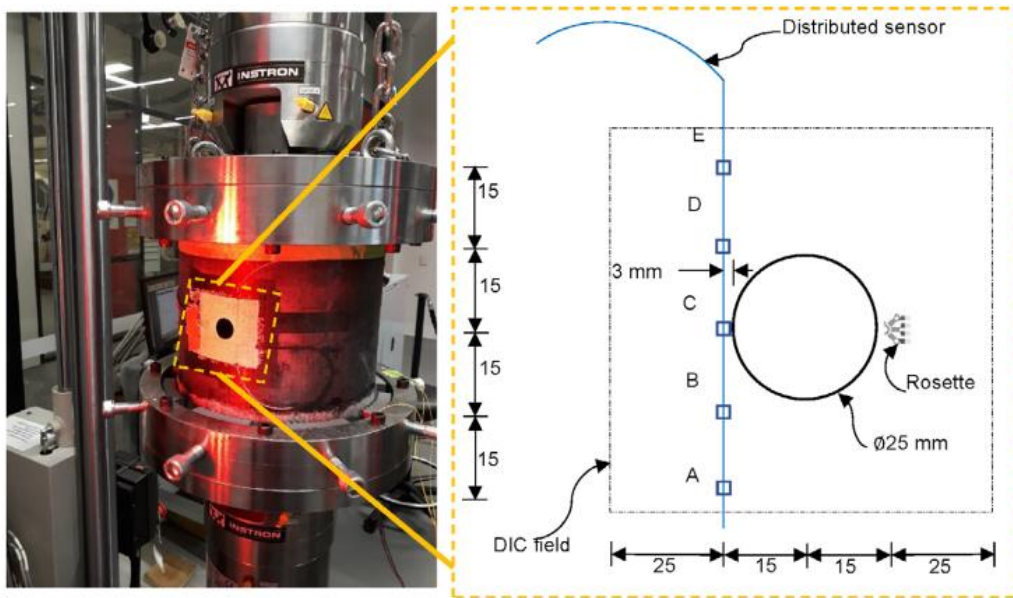 INSTRON
INSTRON
Distributed sensor
E
15
D
15
3 mm
C
15
B
Rosette
15
A
ø25 mm
DIC field
25
15
15
25